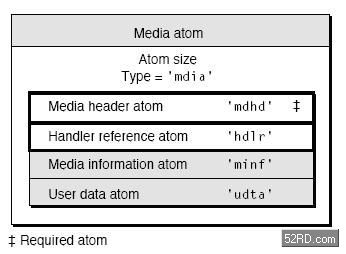 Media atom
Atom size
Type = 'mdia'
Media header atom 'mdhd' ‡
Handler reference atom 'hdlr'
Media information atom 'minf'
User data atom 'udta'
‡ Required atom
52RD.com